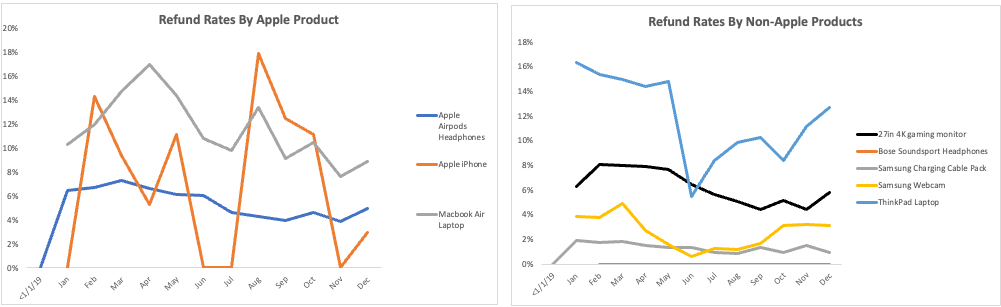 Refund Rates By Apple Product
20%
18%
16%
14%
12%
10%
8%
6%
4%
2%
0%
<1/1/19
Jan
Feb
Mar
Apr
May
Jun
Jul
Aug
Sep
Oct
Nov
Dec
Apple
Airpods
Headphones
Apple iPhone
Macbook Air
Laptop
Refund Rates By Non-Apple Products
18%
16%
14%
12%
10%
8%
6%
4%
2%
0%
<1/1/19
Jan
Feb
Mar
Apr
May
Jun
Jul
Aug
Sep
Oct
Nov
Dec
27in 4K gaming monitor
Bose Soundsport Headphones
Samsung Charging Cable Pack
Samsung Webcam
ThinkPad Laptop